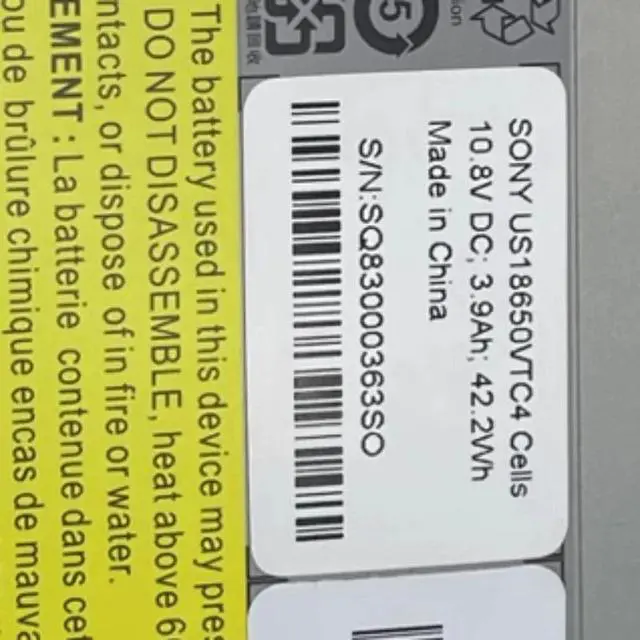 SONY US18650VTC4 Cells
10.8V DC; 3.9Ah; 42.2Wh
Made in China
S/N:SQ83000363SO
5
The battery used in this device may pres
DO NOT DISASSEMBLE, heat above 6
ntacts, or dispose of in fire or water.
EMENT : La batterie contenue dans cet
ou de brûlure chimique encas de mauva